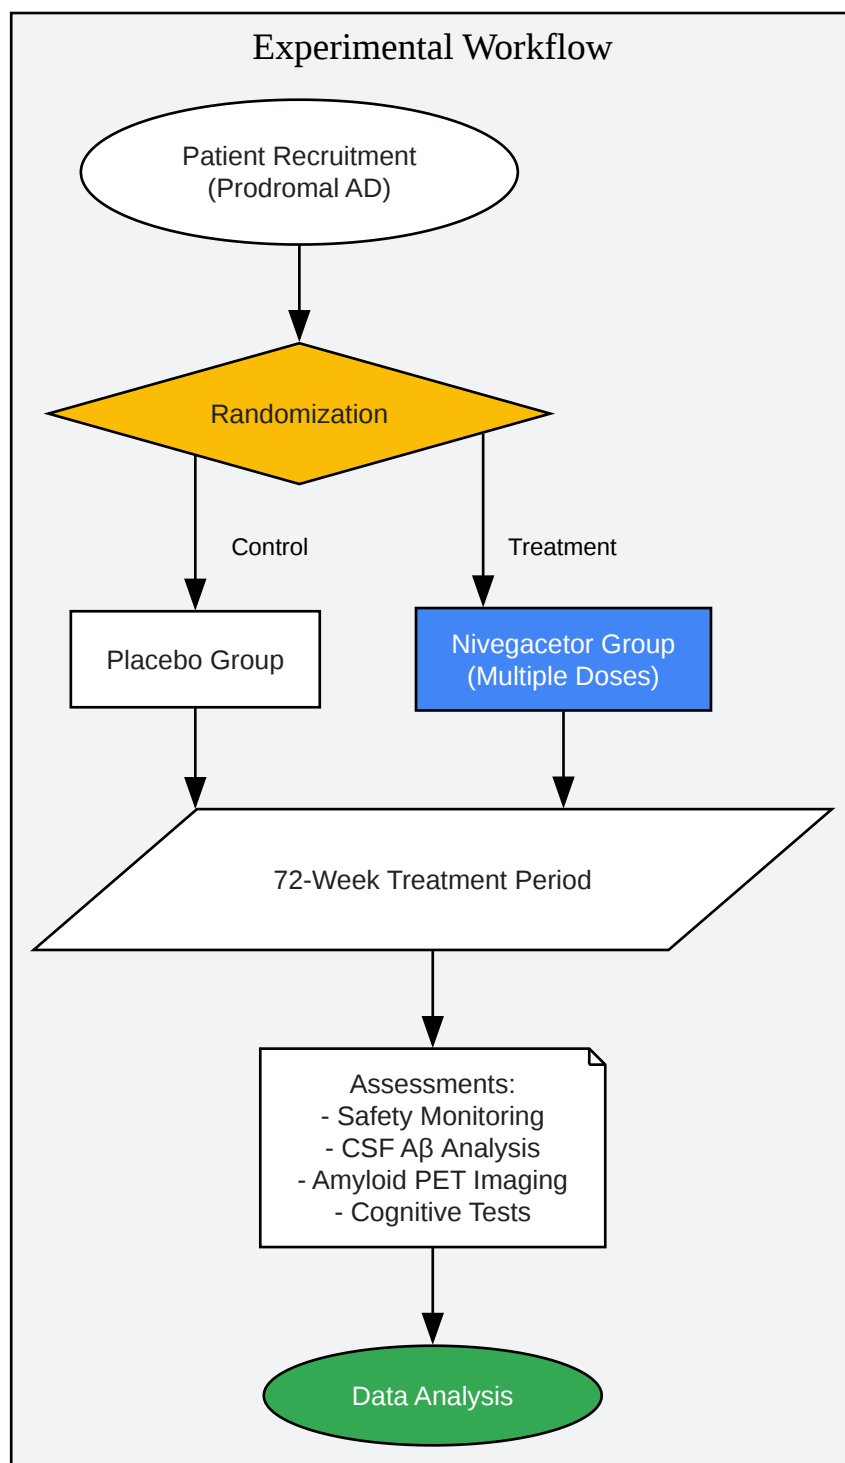 Experimental Workflow
Patient Recruitment
(Prodromal AD)
Randomization
Control
Treatment
Placebo Group
Nivegacetor Group
(Multiple Doses)
72-Week Treatment Period
Assessments:
- Safety Monitoring
- CSF Aβ Analysis
- Amyloid PET Imaging
- Cognitive Tests
Data Analysis